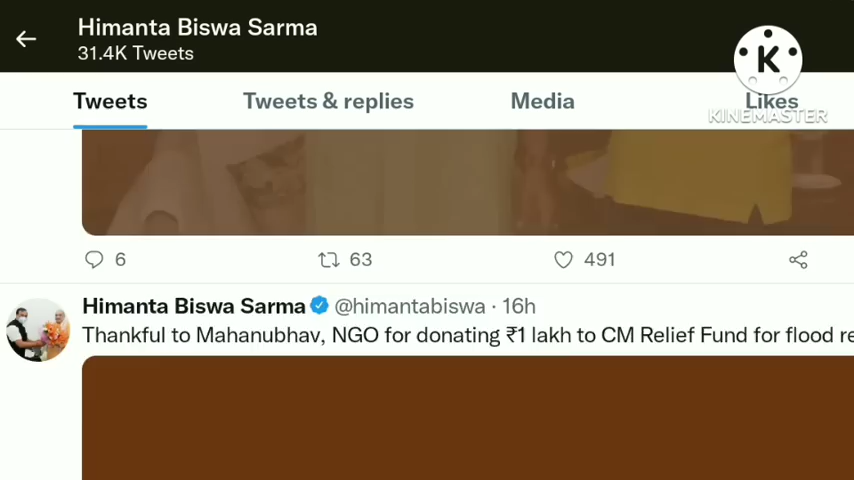 Himanta Biswa Sarma
31.4K Tweets
K
Tweets Tweets & replies Media Likes
KINEMASTER
6 63 491
Himanta Biswa Sarma @himantabiswa · 16h
Thankful to Mahanubhav, NGO for donating ₹1 lakh to CM Relief Fund for flood re